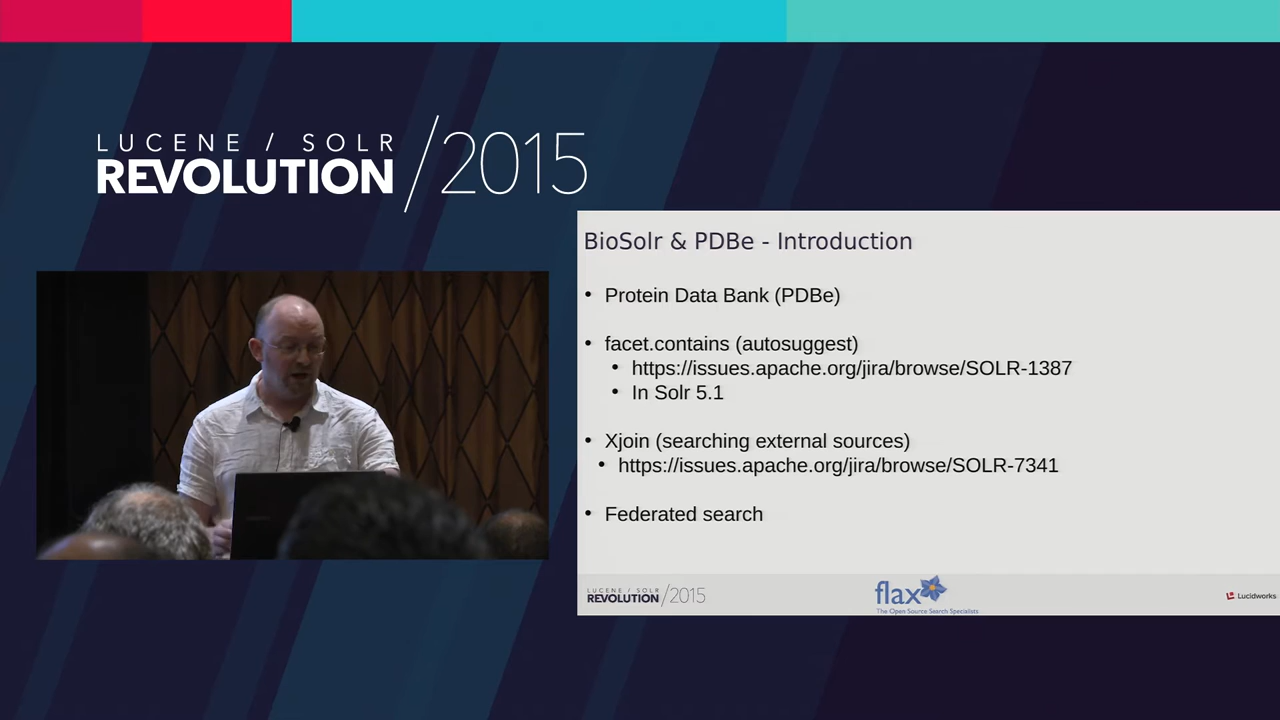 LUCENE / SOLR
REVOLUTION /2015
BioSolr & PDBe - Introduction
• Protein Data Bank (PDBe)
• facet.contains (autosuggest)
• https://issues.apache.org/jira/browse/SOLR-1387
• In Solr 5.1
• Xjoin (searching external sources)
• https://issues.apache.org/jira/browse/SOLR-7341
• Federated search
LUCENE / SOLR
REVOLUTION /2015
flax
The Open Source Search Specialists
Lucidworks